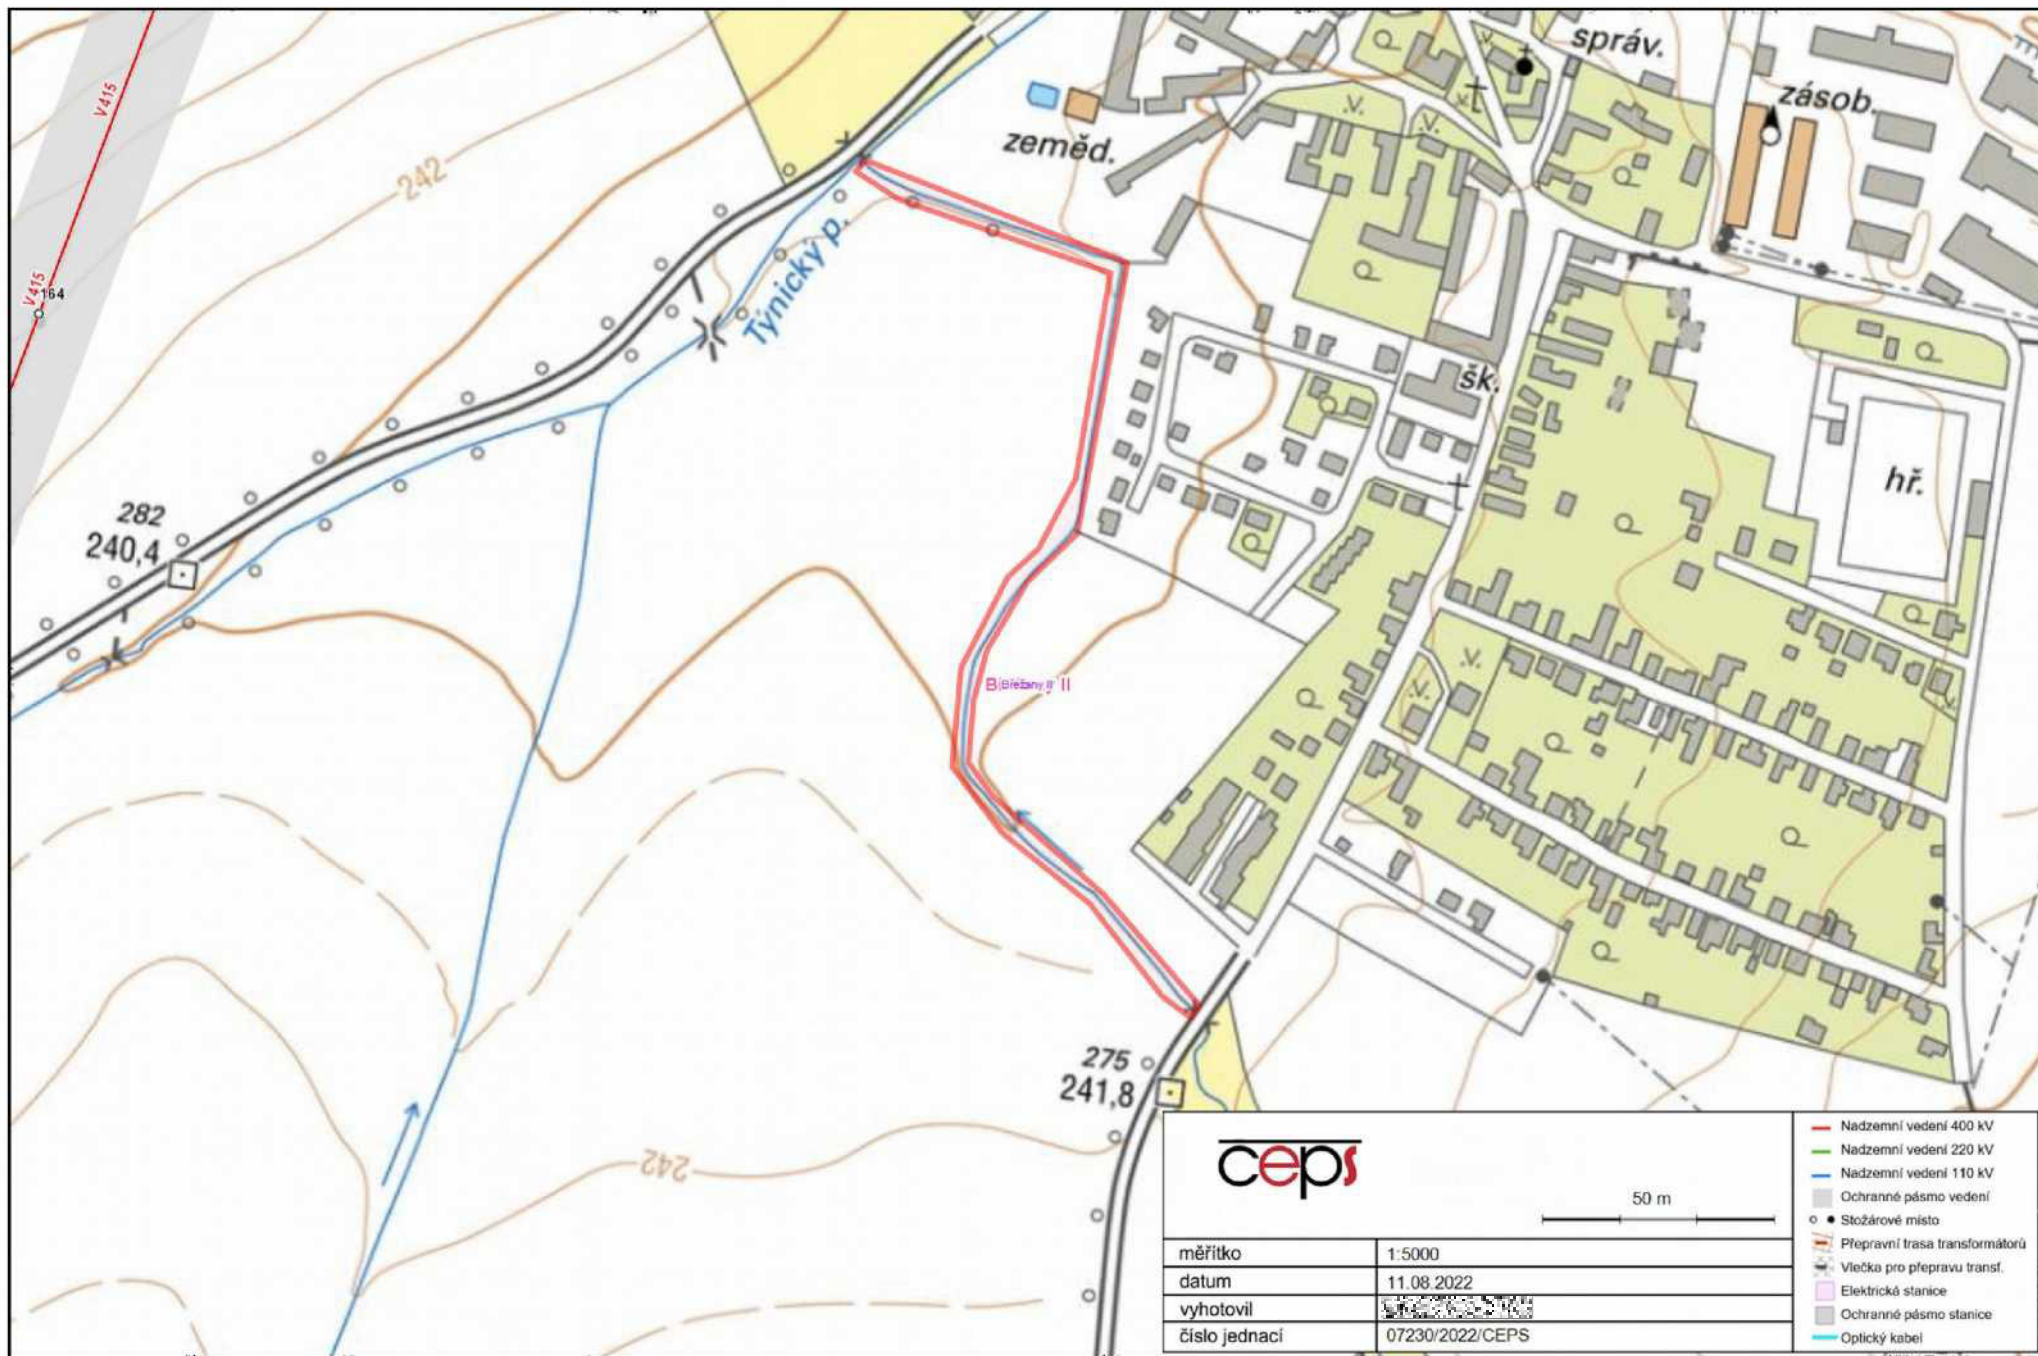 V415
242
správ.
zásob.
zeměd.
Týnický p.
V415
164
šk.
hř.
282
240,4
Břežany II
275
241,8
242
ceps
50 m
měřítko 1:5000
datum 11.08.2022
vyhotovil
číslo jednací 07230/2022/CEPS
Nadzemní vedení 400 kV
Nadzemní vedení 220 kV
Nadzemní vedení 110 kV
Ochranné pásmo vedení
Stožárové místo
Přepravní trasa transformátorů
Vlečka pro přepravu transf.
Elektrická stanice
Ochranné pásmo stanice
Optický kabel